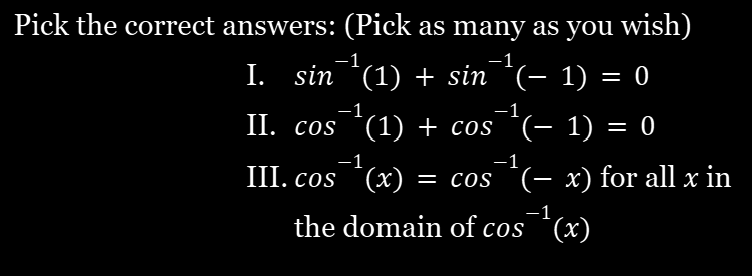 Pick the correct answers: (Pick as many as you wish)
I. sin⁻¹(1) + sin⁻¹(− 1) = 0
II. cos⁻¹(1) + cos⁻¹(− 1) = 0
III. cos⁻¹(x) = cos⁻¹(− x) for all x in
the domain of cos⁻¹(x)